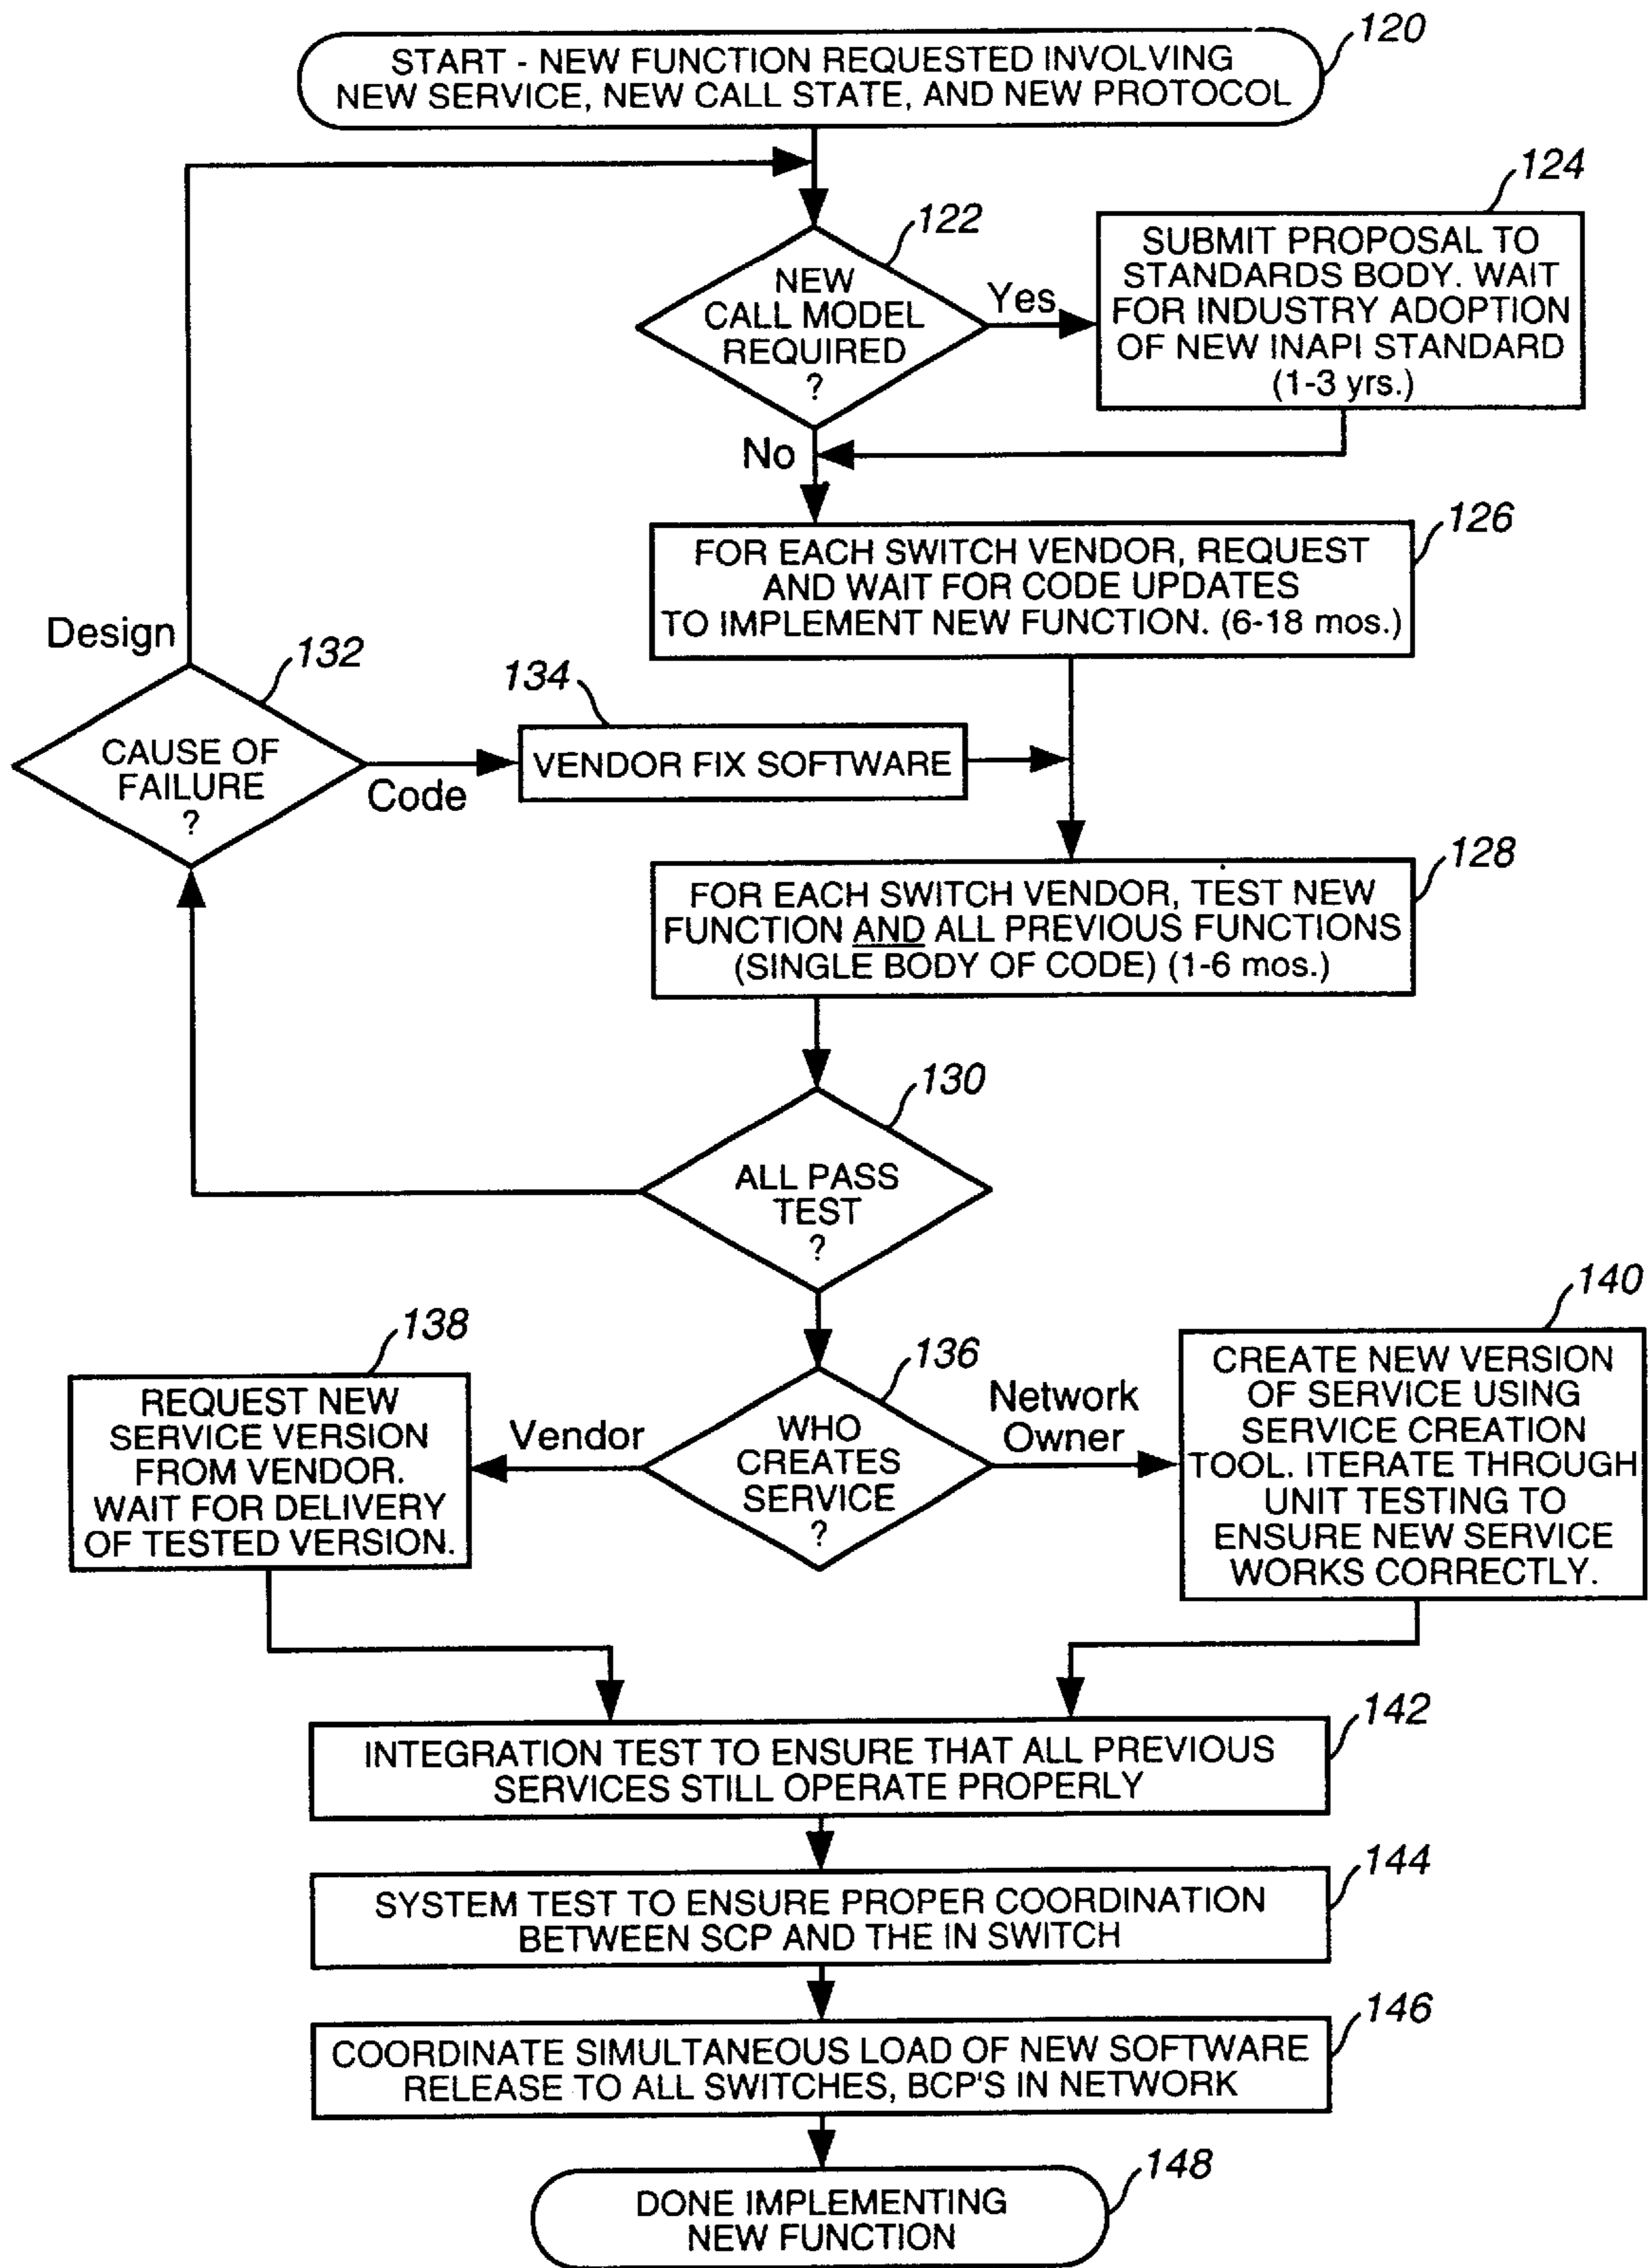 120
START - NEW FUNCTION REQUESTED INVOLVING
NEW SERVICE, NEW CALL STATE, AND NEW PROTOCOL
122
NEW
CALL MODEL
REQUIRED
?
Yes
No
124
SUBMIT PROPOSAL TO
STANDARDS BODY. WAIT
FOR INDUSTRY ADOPTION
OF NEW INAPI STANDARD
(1-3 yrs.)
126
FOR EACH SWITCH VENDOR, REQUEST
AND WAIT FOR CODE UPDATES
TO IMPLEMENT NEW FUNCTION. (6-18 mos.)
Design
132
CAUSE OF
FAILURE
?
Code
134
VENDOR FIX SOFTWARE
128
FOR EACH SWITCH VENDOR, TEST NEW
FUNCTION AND ALL PREVIOUS FUNCTIONS
(SINGLE BODY OF CODE) (1-6 mos.)
130
ALL PASS
TEST
?
136
WHO
CREATES
SERVICE
?
Vendor
Network
Owner
138
REQUEST NEW
SERVICE VERSION
FROM VENDOR.
WAIT FOR DELIVERY
OF TESTED VERSION.
140
CREATE NEW VERSION
OF SERVICE USING
SERVICE CREATION
TOOL. ITERATE THROUGH
UNIT TESTING TO
ENSURE NEW SERVICE
WORKS CORRECTLY.
142
INTEGRATION TEST TO ENSURE THAT ALL PREVIOUS
SERVICES STILL OPERATE PROPERLY
144
SYSTEM TEST TO ENSURE PROPER COORDINATION
BETWEEN SCP AND THE IN SWITCH
146
COORDINATE SIMULTANEOUS LOAD OF NEW SOFTWARE
RELEASE TO ALL SWITCHES, BCP'S IN NETWORK
148
DONE IMPLEMENTING
NEW FUNCTION